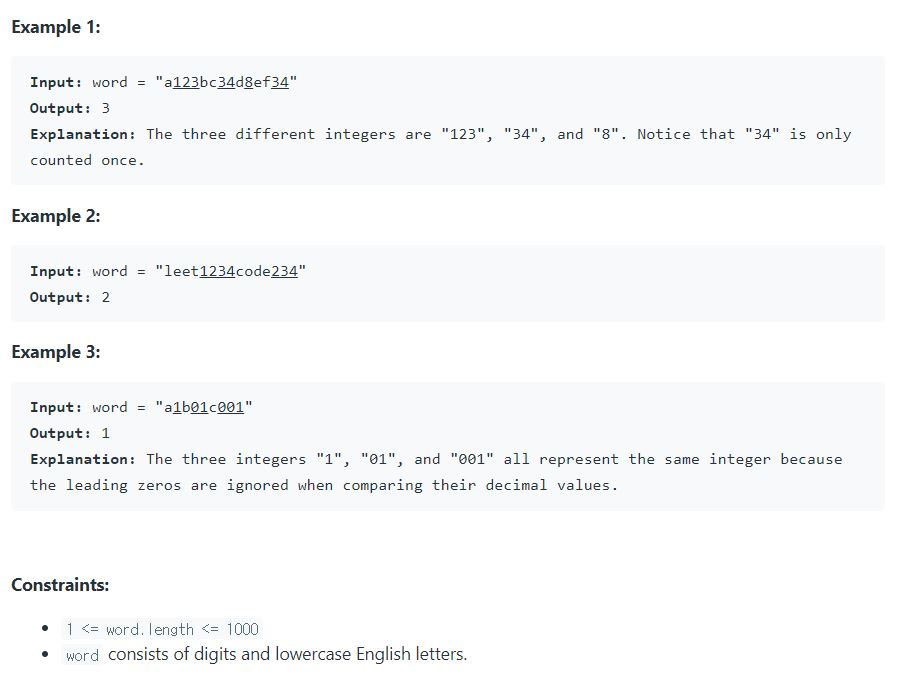 Example 1:
Input: word = "a123bc34d8ef34"
Output: 3
Explanation: The three different integers are "123", "34", and "8". Notice that "34" is only
counted once.
Example 2:
Input: word = "leet1234code234"
Output: 2
Example 3:
Input: word = "a1b01c001"
Output: 1
Explanation: The three integers "1", "01", and "001" all represent the same integer because
the leading zeros are ignored when comparing their decimal values.
Constraints:
• 1 <= word.length <= 1000
• word consists of digits and lowercase English letters.